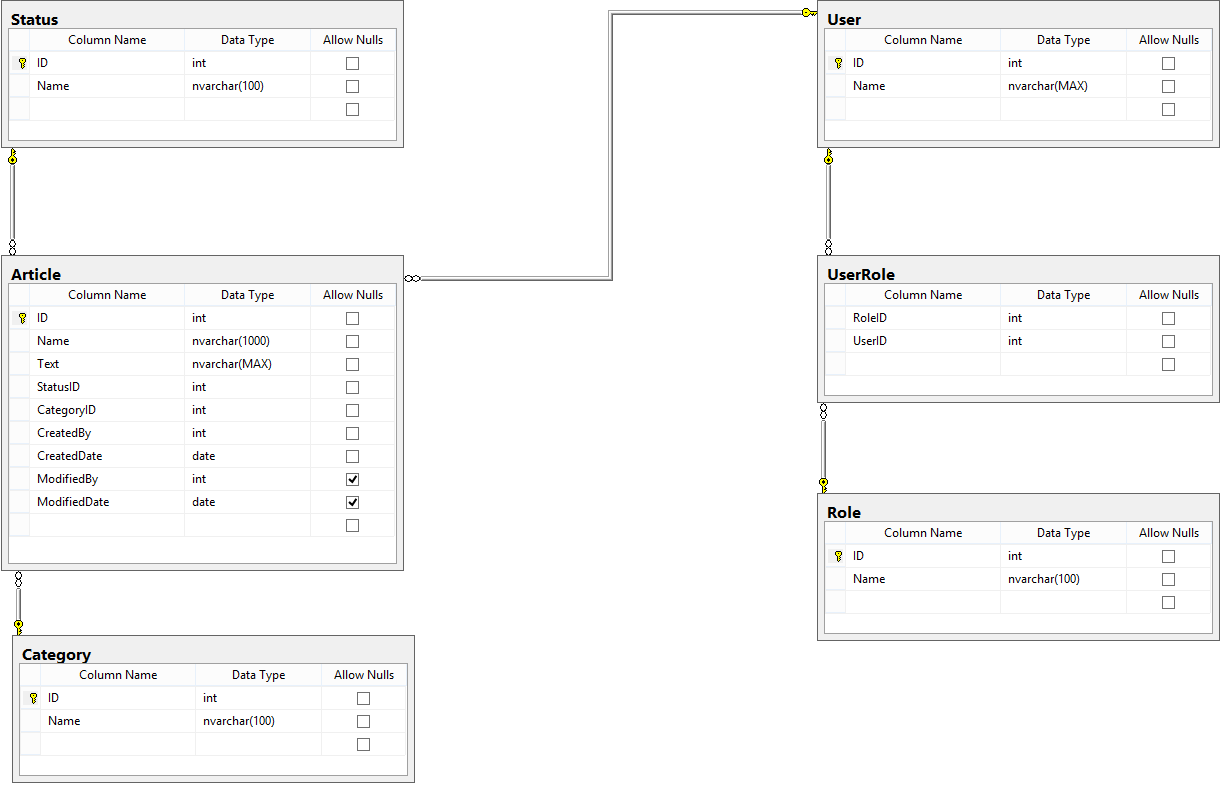 Status
Column Name Data Type Allow Nulls
ID int
Name nvarchar(100)
User
Column Name Data Type Allow Nulls
ID int
Name nvarchar(MAX)
Article
Column Name Data Type Allow Nulls
ID int
Name nvarchar(1000)
Text nvarchar(MAX)
StatusID int
CategoryID int
CreatedBy int
CreatedDate date
ModifiedBy int
ModifiedDate date
UserRole
Column Name Data Type Allow Nulls
RoleID int
UserID int
Role
Column Name Data Type Allow Nulls
ID int
Name nvarchar(100)
Category
Column Name Data Type Allow Nulls
ID int
Name nvarchar(100)